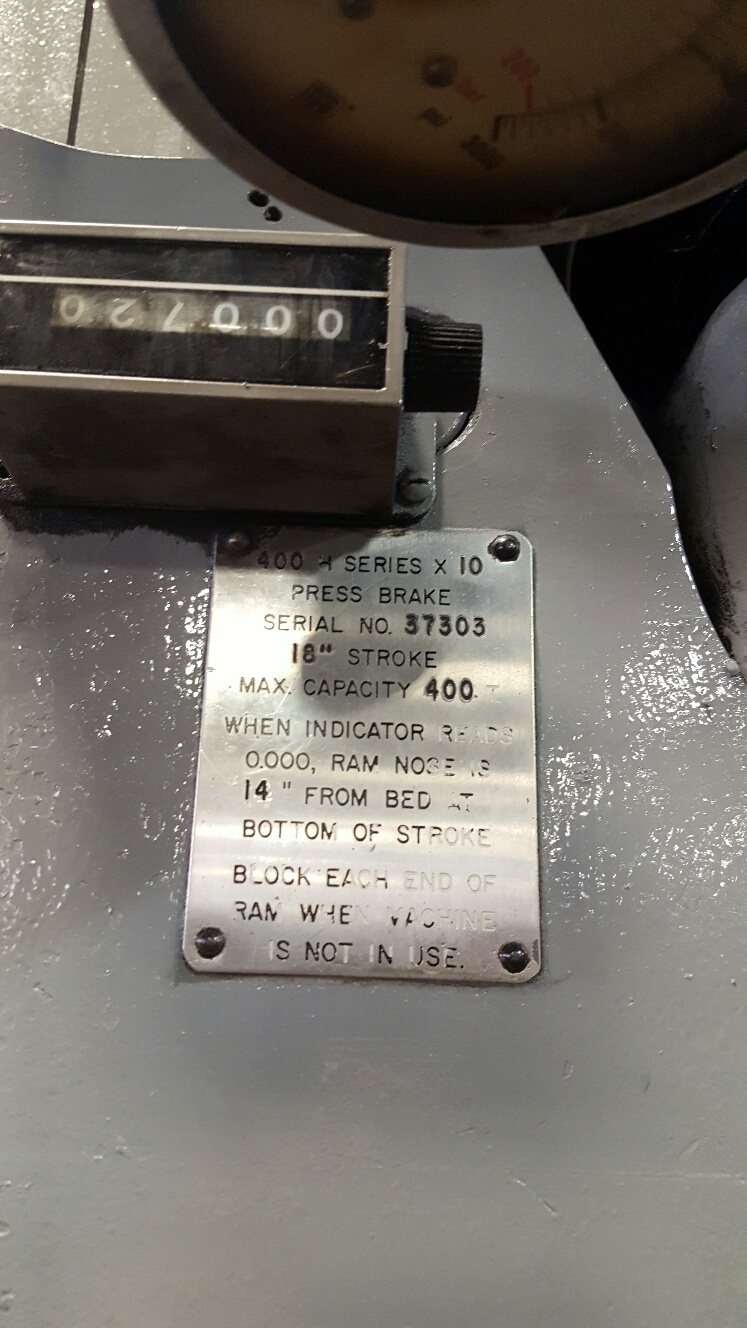 000720
400 H SERIES X 10
PRESS BRAKE
SERIAL NO. 37303
18" STROKE
MAX. CAPACITY 400 T
WHEN INDICATOR READS
0.000, RAM NOSE IS
14 " FROM BED AT
BOTTOM OF STROKE
BLOCK EACH END OF
RAM WHEN MACHINE
IS NOT IN USE.